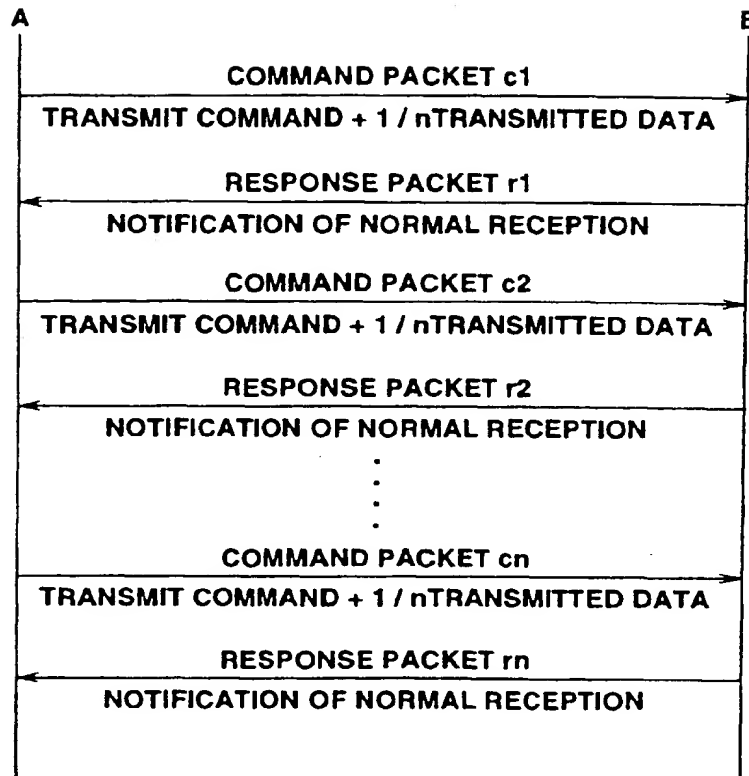 A
COMMAND PACKET c1
TRANSMIT COMMAND + 1 / nTRANSMITTED DATA
RESPONSE PACKET r1
NOTIFICATION OF NORMAL RECEPTION
COMMAND PACKET c2
TRANSMIT COMMAND + 1 / nTRANSMITTED DATA
RESPONSE PACKET r2
NOTIFICATION OF NORMAL RECEPTION
COMMAND PACKET cn
TRANSMIT COMMAND + 1 / nTRANSMITTED DATA
RESPONSE PACKET rn
NOTIFICATION OF NORMAL RECEPTION